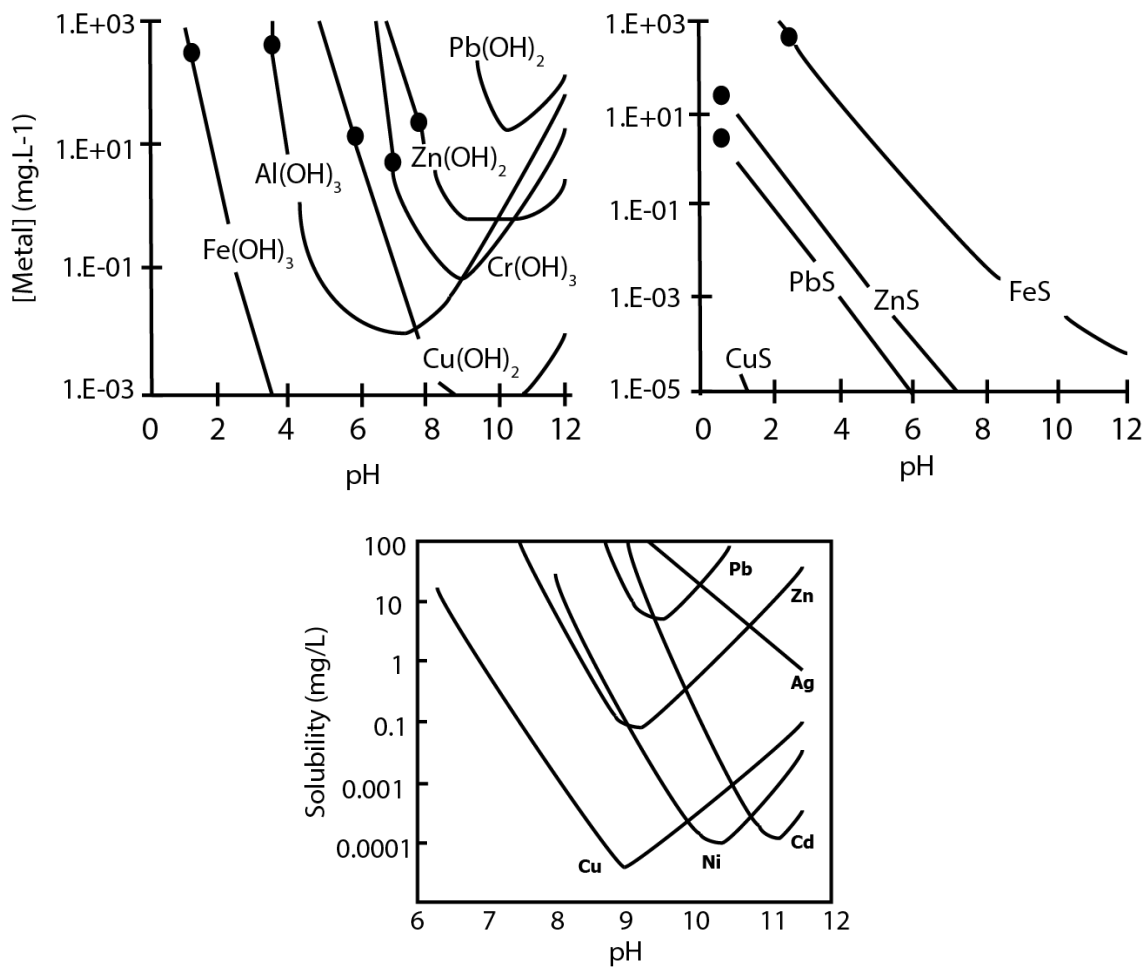 1.E+03
1.E+01
1.E-01
1.E-03
[Metal] (mg.L-1)
Pb(OH)2
Zn(OH)2
Al(OH)3
Fe(OH)3
Cr(OH)3
Cu(OH)2
0 2 4 6 8 10 12
pH
1.E+03
1.E+01
1.E-01
1.E-03
1.E-05
PbS
ZnS
FeS
CuS
0 2 4 6 8 10 12
pH
100
10
1
0.1
0.001
0.0001
Solubility (mg/L)
Pb
Zn
Ag
Cu
Ni
Cd
6 7 8 9 10 11 12
pH